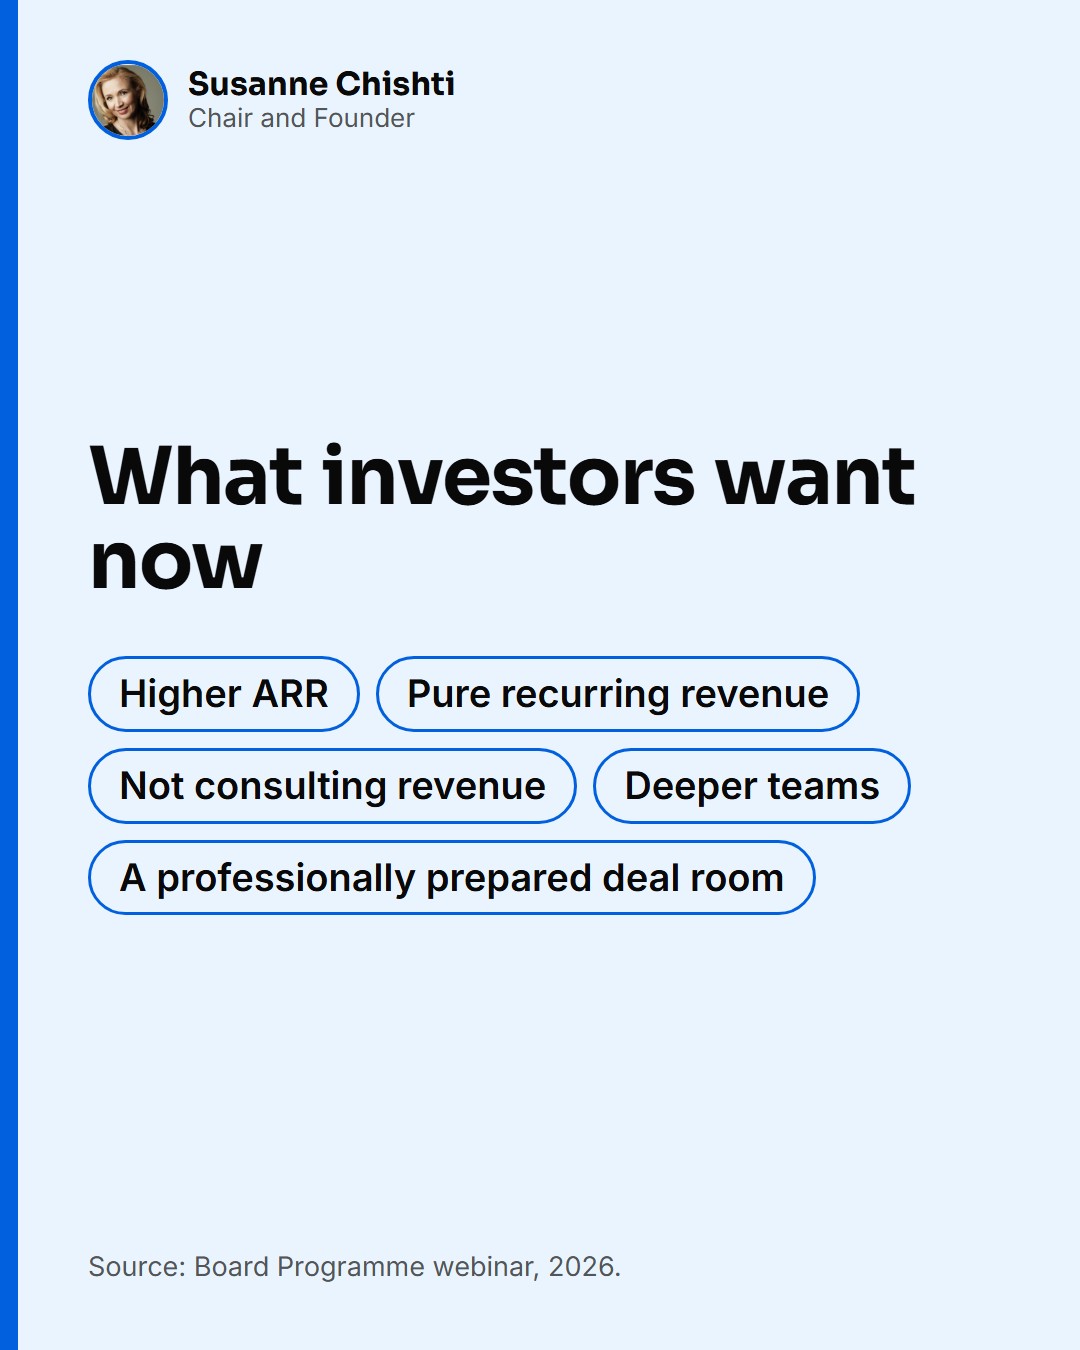 Susanne Chishti
Chair and Founder
What investors want
now
Higher ARR
Pure recurring revenue
Not consulting revenue
Deeper teams
A professionally prepared deal room
Source: Board Programme webinar, 2026.